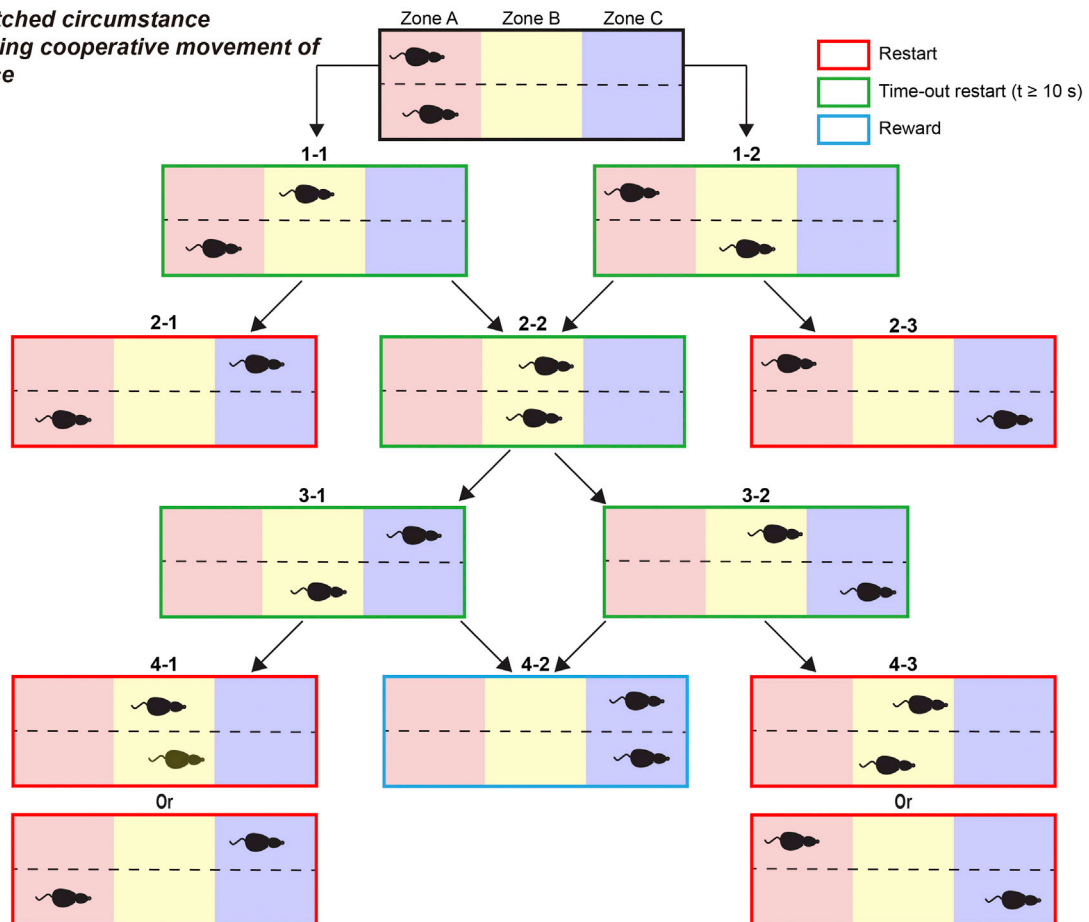 tched circumstance
ing cooperative movement of
e
Zone A Zone B Zone C
Restart
Time-out restart (t ≥ 10 s)
Reward
1-1 1-2
2-1 2-2 2-3
3-1 3-2
4-1 4-2 4-3
Or Or